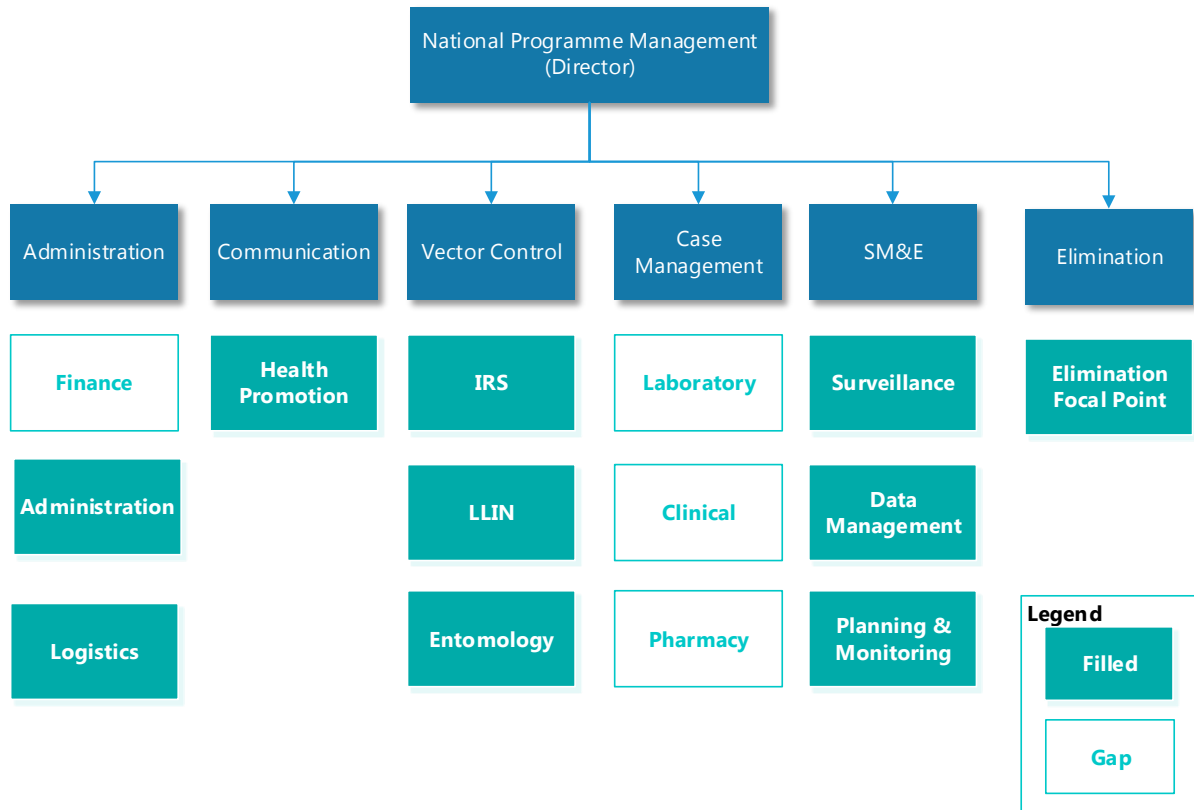 National Programme Management
(Director)
Administration
Communication
Vector Control
Case
Management
SM&E
Elimination
Finance
Health
Promotion
IRS
Laboratory
Surveillance
Elimination
Focal Point
Administration
LLIN
Clinical
Data
Management
Logistics
Entomology
Pharmacy
Planning &
Monitoring
Legend
Filled
Gap